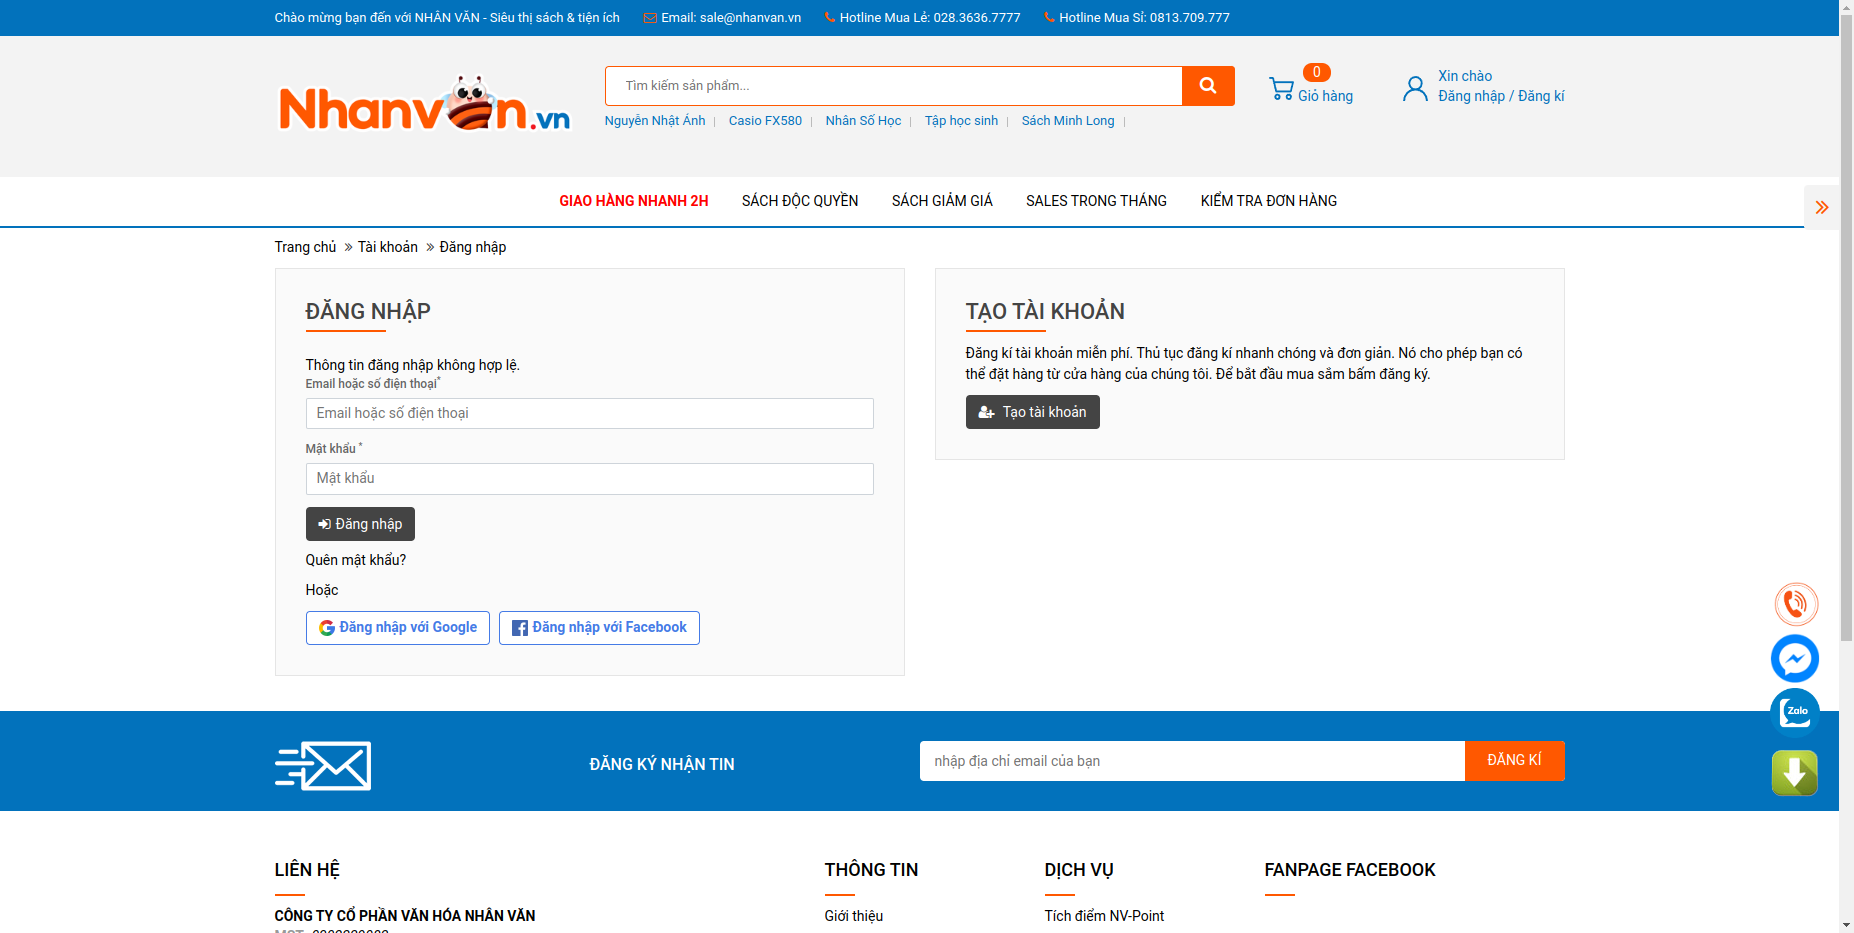 Chào mừng bạn đến với NHÂN VĂN - Siêu thị sách & tiện ích Email: sale@nhanvan.vn Hotline Mua Lẻ: 028.3636.7777 Hotline Mua Sỉ: 0813.709.777
Nhanvan.vn
Tìm kiếm sản phẩm...
0
Giỏ hàng
Xin chào
Đăng nhập / Đăng kí
Nguyễn Nhật Ánh | Casio FX580 | Nhân Số Học | Tập học sinh | Sách Minh Long |
GIAO HÀNG NHANH 2H SÁCH ĐỘC QUYỀN SÁCH GIẢM GIÁ SALES TRONG THÁNG KIỂM TRA ĐƠN HÀNG
Trang chủ » Tài khoản » Đăng nhập
ĐĂNG NHẬP
Thông tin đăng nhập không hợp lệ.
Email hoặc số điện thoại*
Email hoặc số điện thoại
Mật khẩu *
Mật khẩu
Đăng nhập
Quên mật khẩu?
Hoặc
Đăng nhập với Google Đăng nhập với Facebook
TẠO TÀI KHOẢN
Đăng kí tài khoản miễn phí. Thủ tục đăng kí nhanh chóng và đơn giản. Nó cho phép bạn có
thể đặt hàng từ cửa hàng của chúng tôi. Để bắt đầu mua sắm bấm đăng ký.
Tạo tài khoản
Zalo
ĐĂNG KÝ NHẬN TIN
nhập địa chỉ email của bạn
ĐĂNG KÍ
LIÊN HỆ
CÔNG TY CỔ PHẦN VĂN HÓA NHÂN VĂN
THÔNG TIN
Giới thiệu
DỊCH VỤ
Tích điểm NV-Point
FANPAGE FACEBOOK